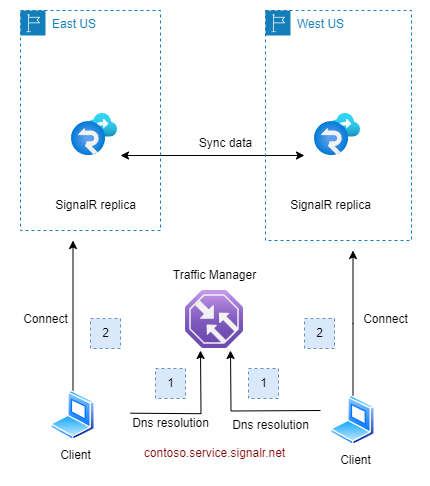 East US
West US
Sync data
SignalR replica
SignalR replica
Traffic Manager
Connect
2
2
Connect
1
1
Dns resolution
Dns resolution
Client
contoso.service.signalr.net
Client